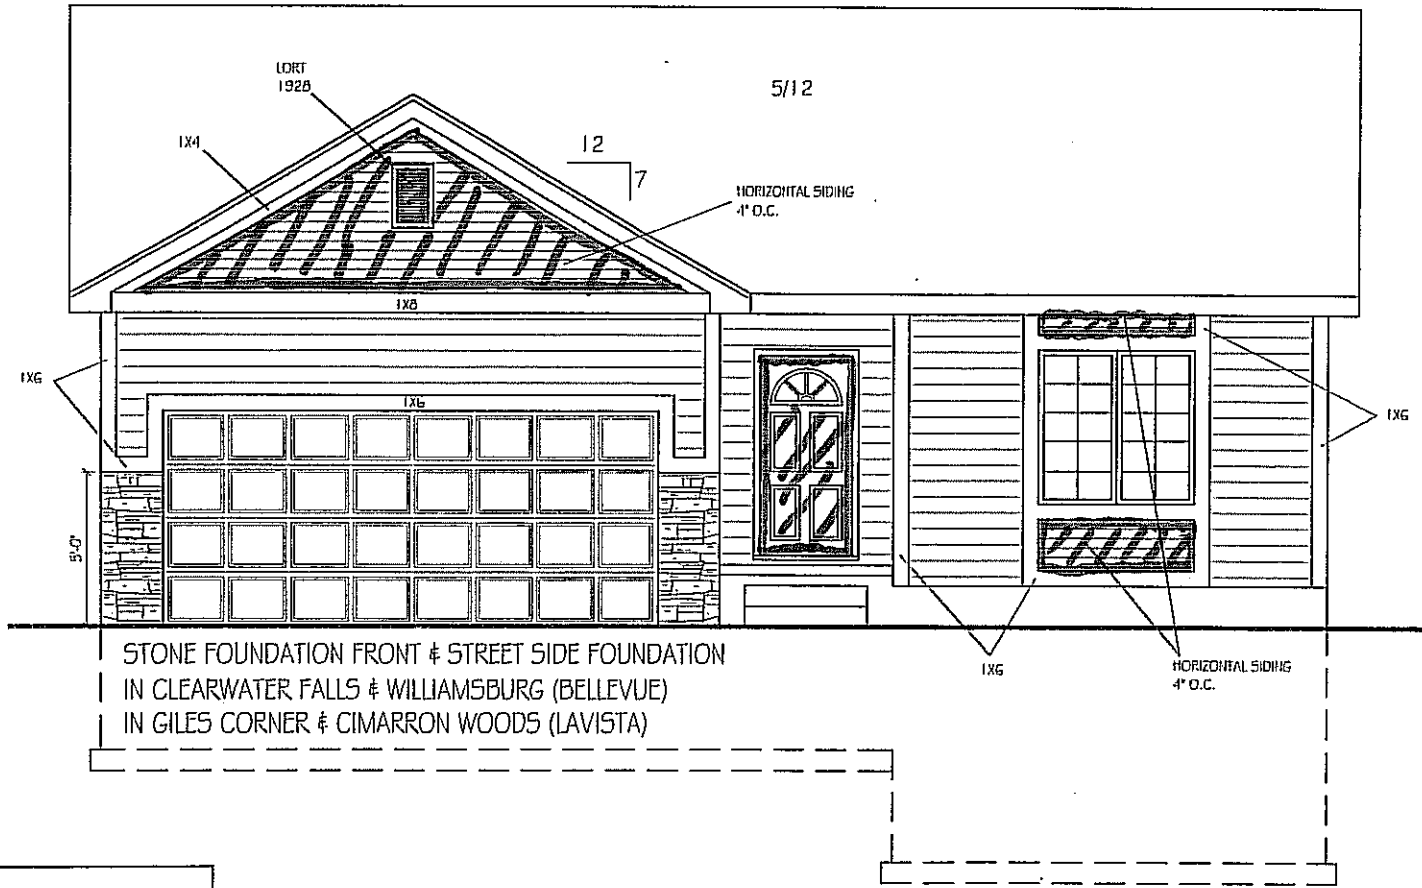 LORT
1928
5/12
1X4
12
7
HORIZONTAL SIDING
4" O.C.
1X8
1X6
1X6
1X6
5'-0"
STONE FOUNDATION FRONT & STREET SIDE FOUNDATION
IN CLEARWATER FALLS & WILLIAMSBURG (BELLEVUE)
IN GILES CORNER & CIMARRON WOODS (LAVISTA)
1X6
HORIZONTAL SIDING
4" O.C.